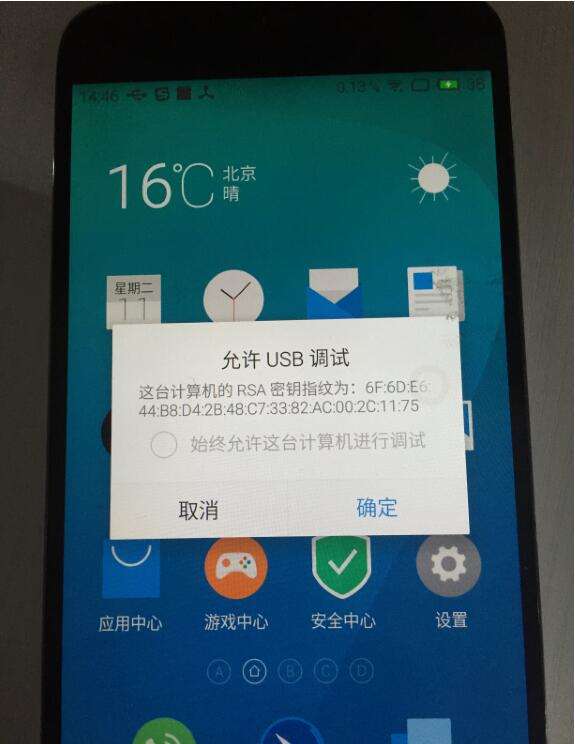 14:46
3.13
38
16℃
北京
晴
星期二
11
允许 USB 调试
这台计算机的 RSA 密钥指纹为：6F:6D:E6:
44:B8:D4:2B:48:C7:33:82:AC:00:2C:11:75
始终允许这台计算机进行调试
取消
确定
应用中心
游戏中心
安全中心
设置
A
B
C
D